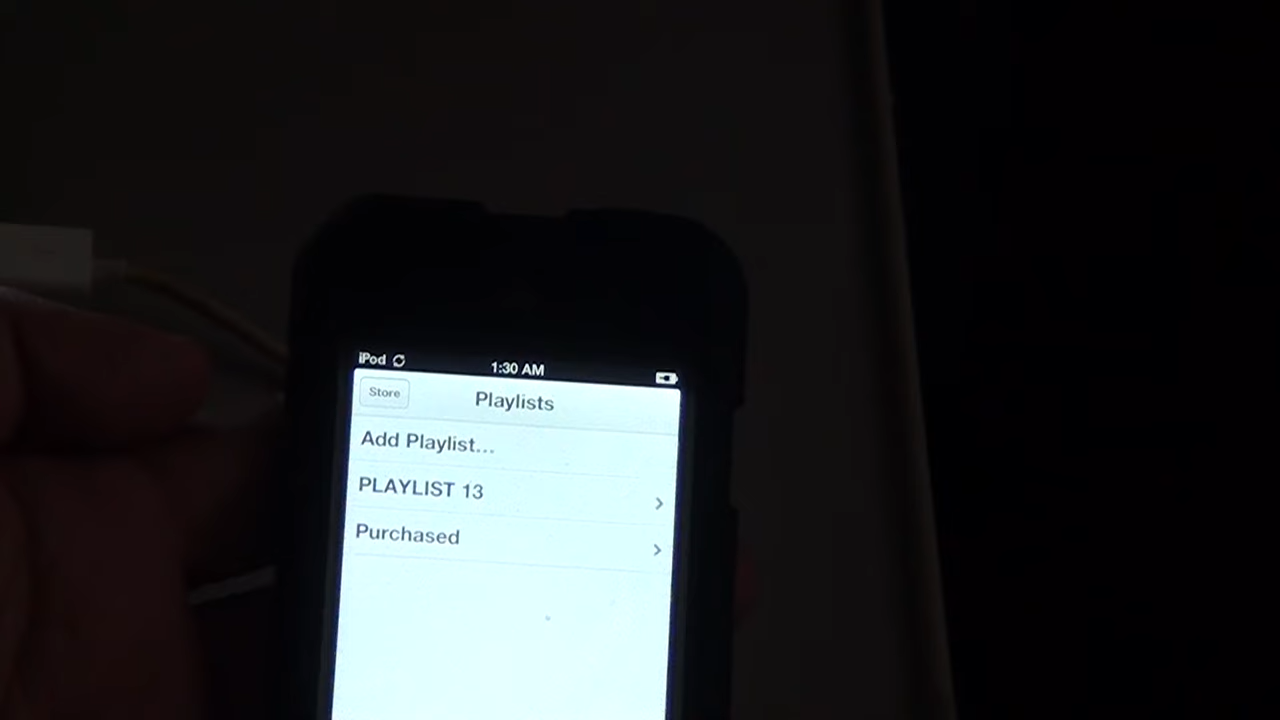 iPod 1:30 AM
Store Playlists
Add Playlist...
PLAYLIST 13
Purchased